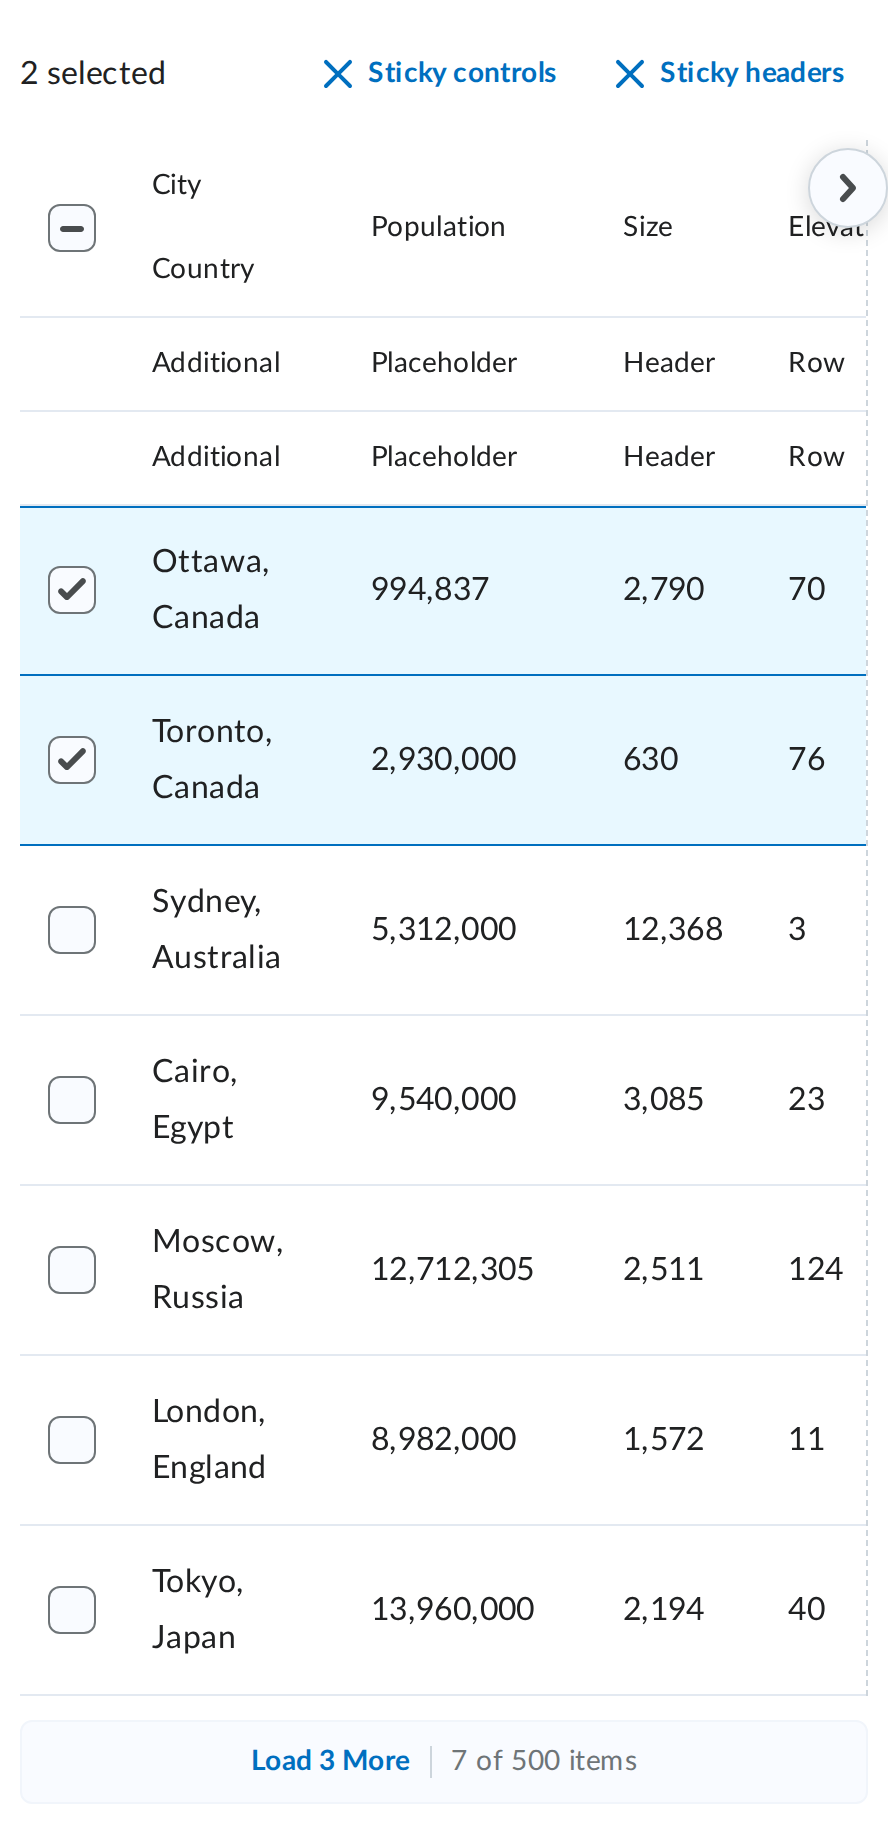 2 selected Sticky controls Sticky headers
City
Country Population Size Elevat
Additional Placeholder Header Row
Additional Placeholder Header Row
Ottawa,
Canada 994,837 2,790 70
Toronto,
Canada 2,930,000 630 76
Sydney,
Australia 5,312,000 12,368 3
Cairo,
Egypt 9,540,000 3,085 23
Moscow,
Russia 12,712,305 2,511 124
London,
England 8,982,000 1,572 11
Tokyo,
Japan 13,960,000 2,194 40
Load 3 More 7 of 500 items